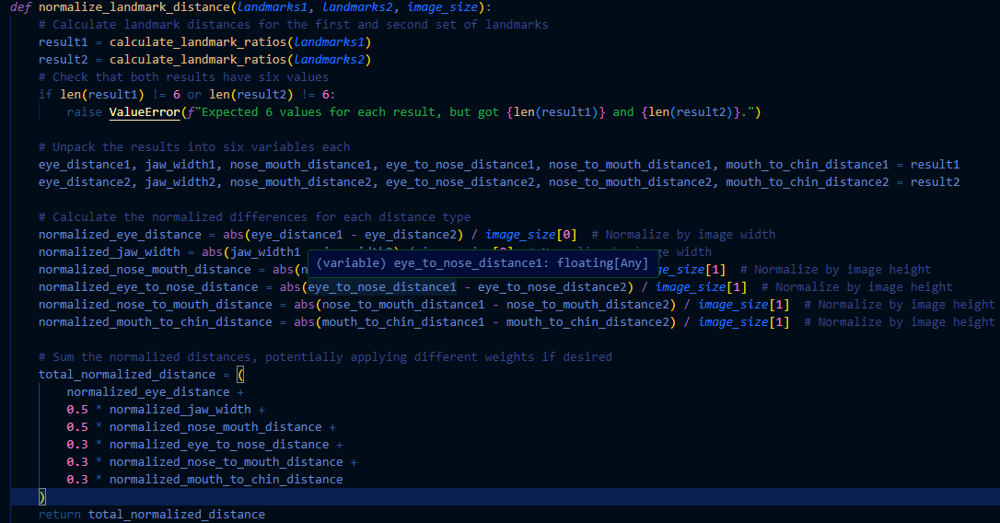 def normalize_landmark_distance(landmarks1, landmarks2, image_size):
    # Calculate landmark distances for the first and second set of landmarks
    result1 = calculate_landmark_ratios(landmarks1)
    result2 = calculate_landmark_ratios(landmarks2)
    # Check that both results have six values
    if len(result1) != 6 or len(result2) != 6:
        raise ValueError(f"Expected 6 values for each result, but got {len(result1)} and {len(result2)}.")
    # Unpack the results into six variables each
    eye_distance1, jaw_width1, nose_mouth_distance1, eye_to_nose_distance1, nose_to_mouth_distance1, mouth_to_chin_distance1 = result1
    eye_distance2, jaw_width2, nose_mouth_distance2, eye_to_nose_distance2, nose_to_mouth_distance2, mouth_to_chin_distance2 = result2
    # Calculate the normalized differences for each distance type
    normalized_eye_distance = abs(eye_distance1 - eye_distance2) / image_size[0]  # Normalize by image width
    normalized_jaw_width = abs(jaw_width1 width
    (variable) eye_to_nose_distance1: floating[Any]
    normalized_nose_mouth_distance = abs( [1]  # Normalize by image height
    normalized_eye_to_nose_distance = abs(eye_to_nose_distance1 - eye_to_nose_distance2) / image_size[1]  # Normalize by image height
    normalized_nose_to_mouth_distance = abs(nose_to_mouth_distance1 - nose_to_mouth_distance2) / image_size[1]  # Normalize by image height
    normalized_mouth_to_chin_distance = abs(mouth_to_chin_distance1 - mouth_to_chin_distance2) / image_size[1]  # Normalize by image height
    # Sum the normalized distances, potentially applying different weights if desired
    total_normalized_distance = (
        normalized_eye_distance +
        0.5 * normalized_jaw_width +
        0.5 * normalized_nose_mouth_distance +
        0.3 * normalized_eye_to_nose_distance +
        0.3 * normalized_nose_to_mouth_distance +
        0.3 * normalized_mouth_to_chin_distance
    )
    return total_normalized_distance